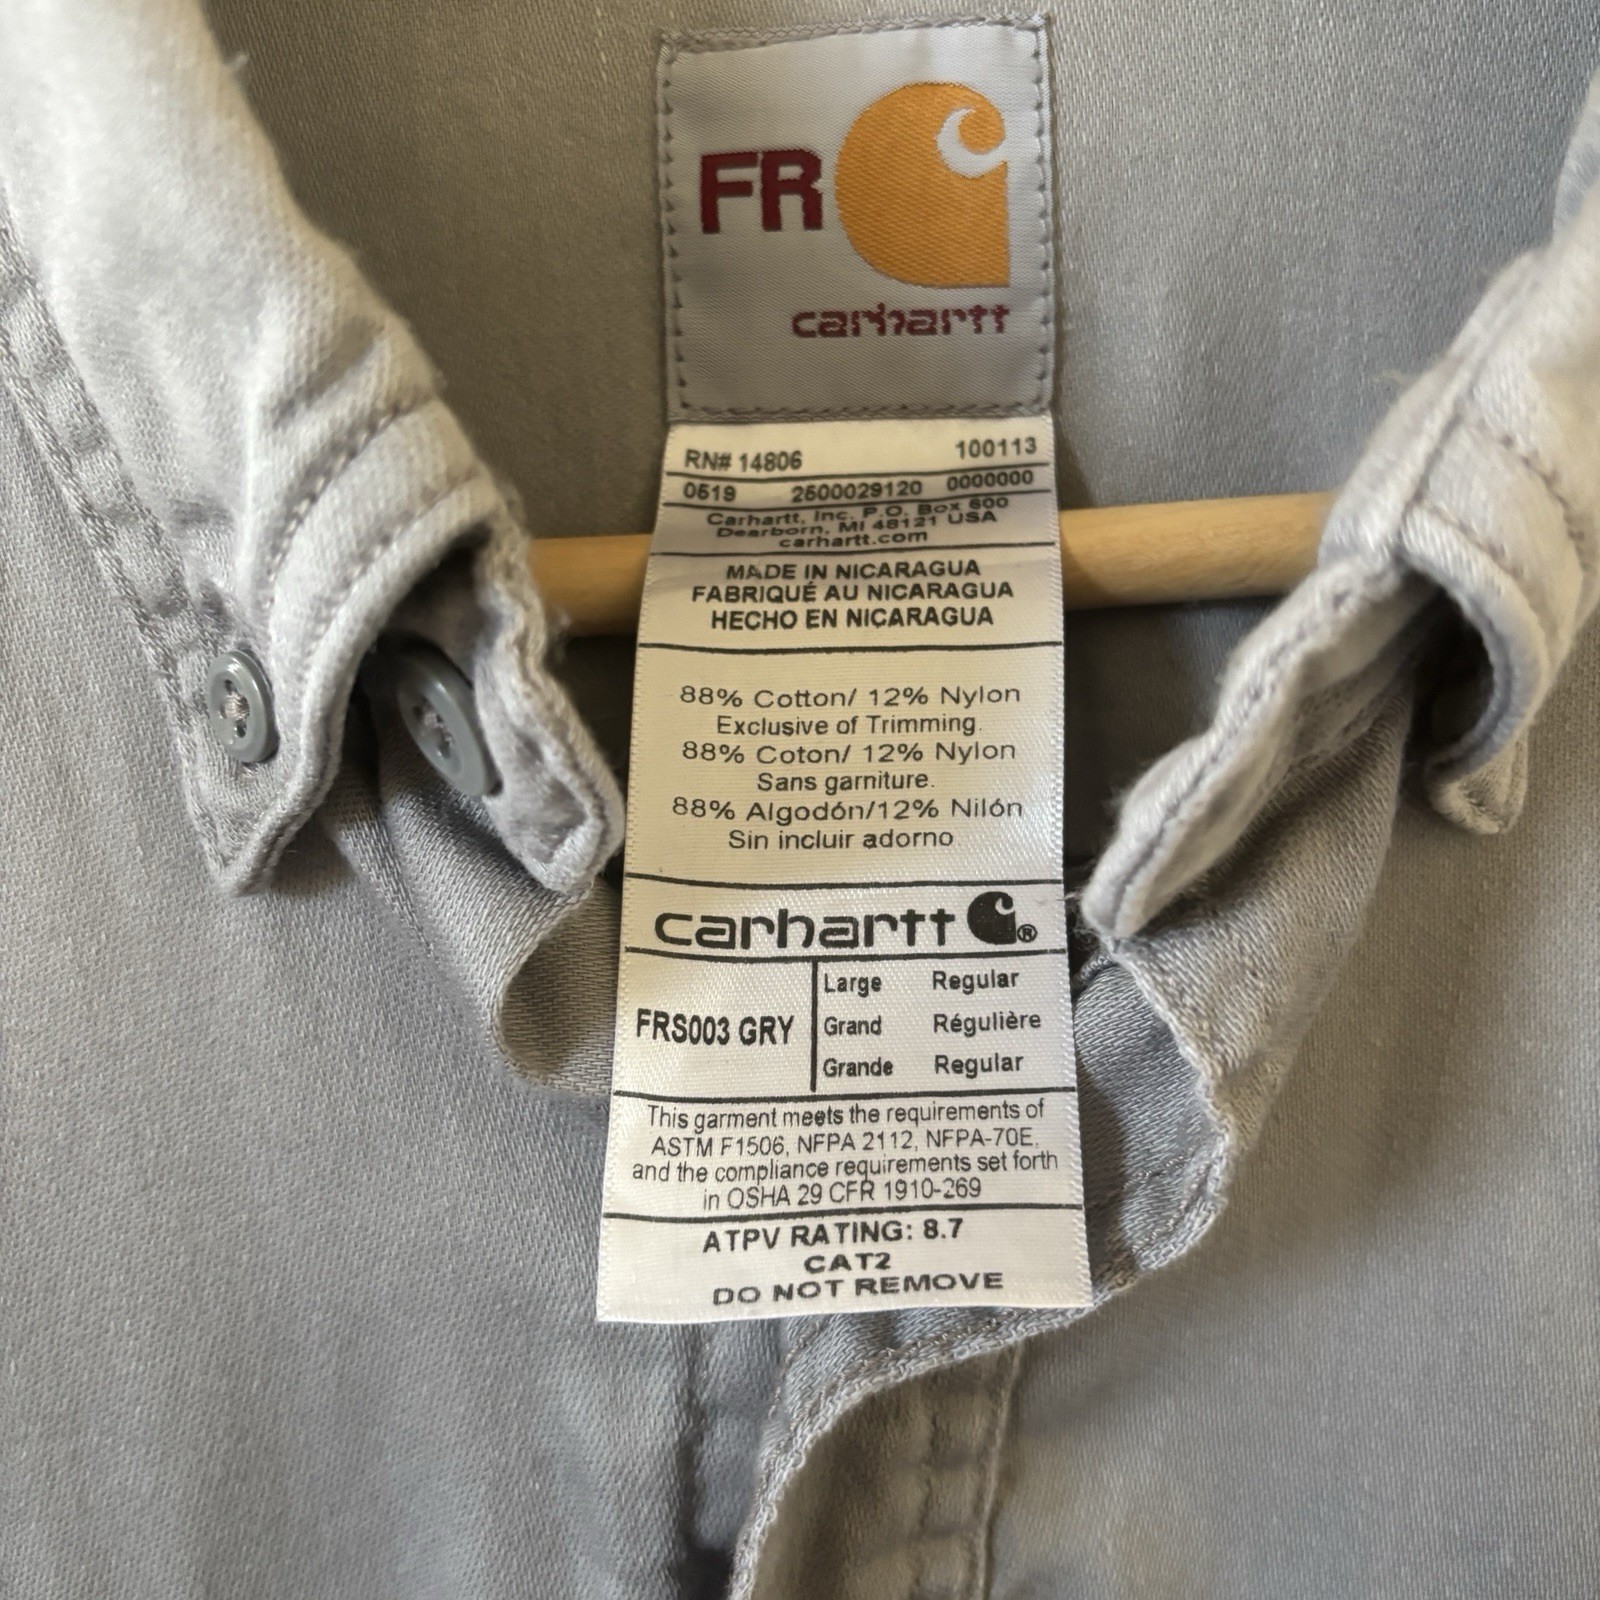 FR
carhartt
RN# 14806 100113
0519 2500029120 0000000
Carhartt, Inc. P.O. Box 600
Dearborn, MI 48121 USA
carhartt.com
MADE IN NICARAGUA
FABRIQUÉ AU NICARAGUA
HECHO EN NICARAGUA
88% Cotton/ 12% Nylon
Exclusive of Trimming.
88% Coton/ 12% Nylon
Sans garniture.
88% Algodón/12% Nilón
Sin incluir adorno
carhartt ®
FRS003 GRY
Large Regular
Grand Régulière
Grande Regular
This garment meets the requirements of
ASTM F1506, NFPA 2112, NFPA-70E.
and the compliance requirements set forth
in OSHA 29 CFR 1910-269
ATPV RATING: 8.7
CAT2
DO NOT REMOVE